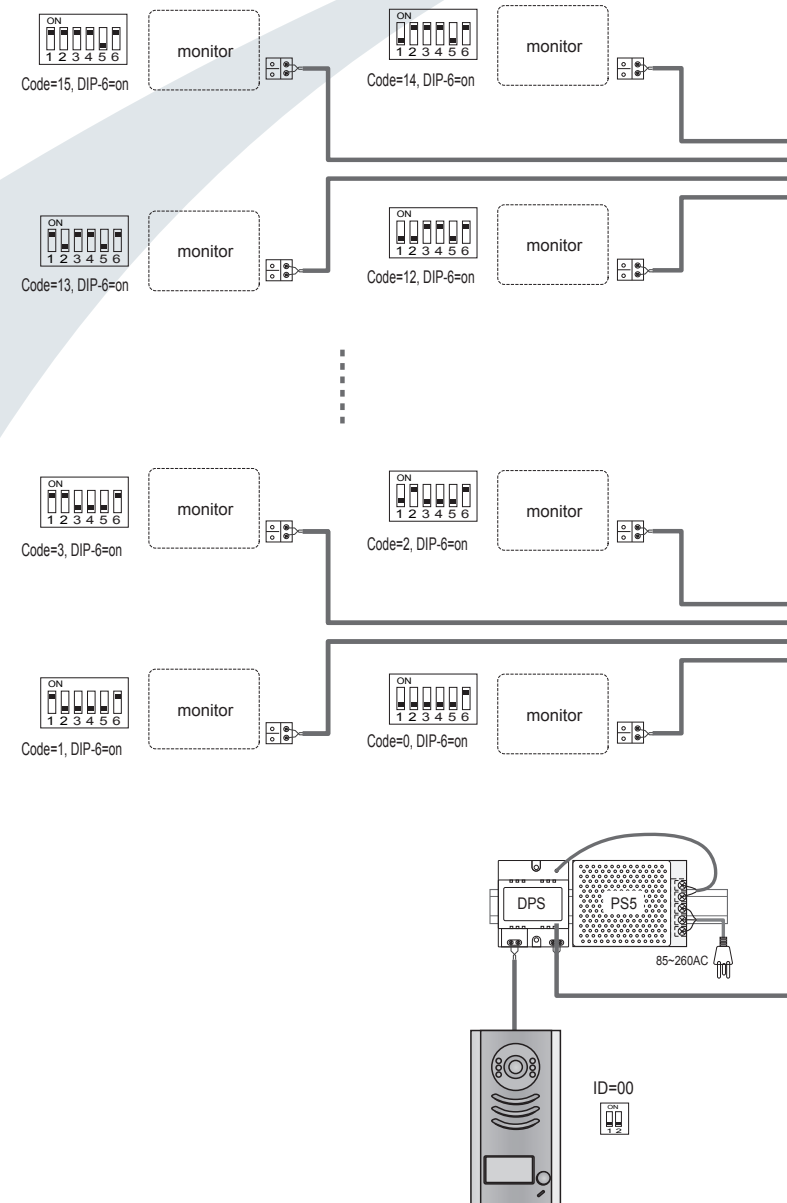 ON
1 2 3 4 5 6
Code=15, DIP-6=on
monitor
ON
1 2 3 4 5 6
Code=14, DIP-6=on
monitor
ON
1 2 3 4 5 6
Code=13, DIP-6=on
monitor
ON
1 2 3 4 5 6
Code=12, DIP-6=on
monitor
ON
1 2 3 4 5 6
Code=3, DIP-6=on
monitor
ON
1 2 3 4 5 6
Code=2, DIP-6=on
monitor
ON
1 2 3 4 5 6
Code=1, DIP-6=on
monitor
ON
1 2 3 4 5 6
Code=0, DIP-6=on
monitor
DPS
PS5
85~260AC
ID=00
ON
1 2